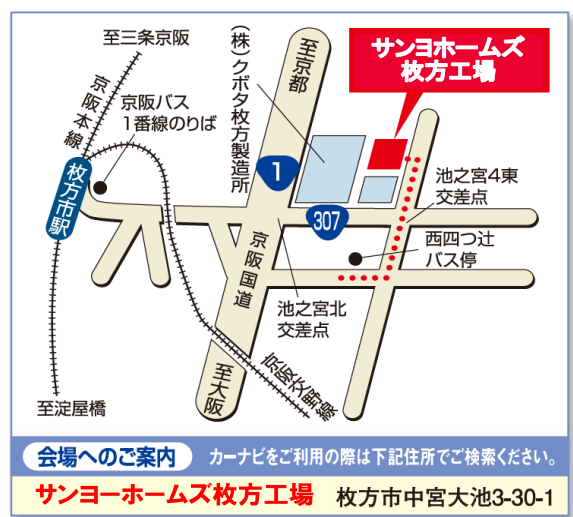 至三条京阪
京阪本線
京阪バス
1番線のりば
(株)クボタ枚方製造所
至京都
サンヨホームズ
枚方工場
枚方市駅
1
307
池之宮4東
交差点
西四つ辻
バス停
京阪国道
池之宮北
交差点
至大阪
京阪交野線
至淀屋橋
会場へのご案内
カーナビをご利用の際は下記住所でご検索ください。
サンヨーホームズ枚方工場 枚方市中宮大池3-30-1